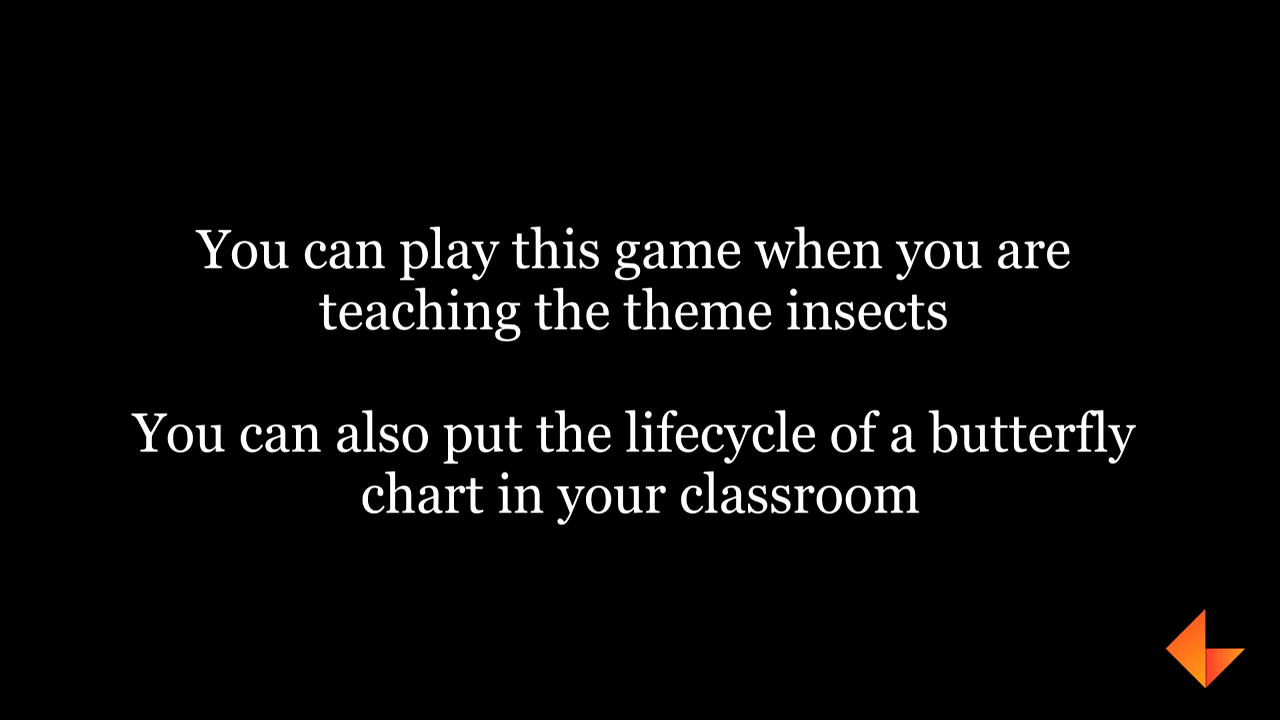 You can play this game when you are
teaching the theme insects
You can also put the lifecycle of a butterfly
chart in your classroom